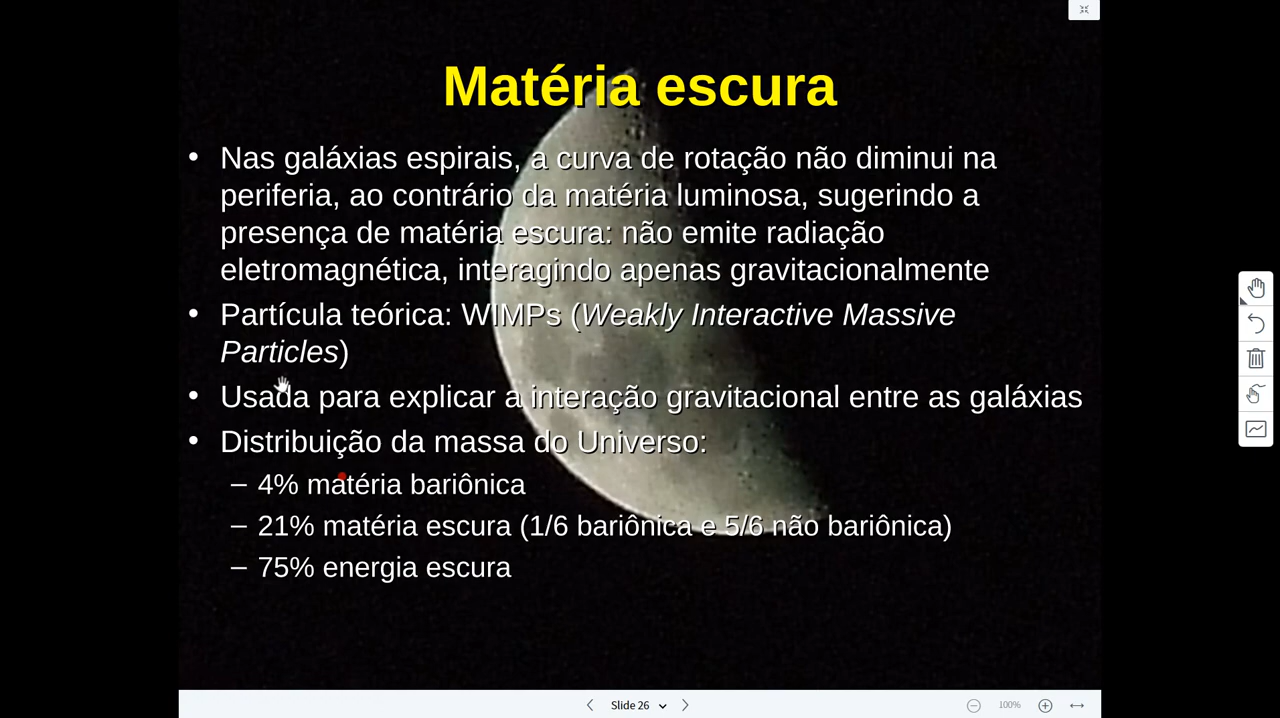 Matéria escura
• Nas galáxias espirais, a curva de rotação não diminui na
periferia, ao contrário da matéria luminosa, sugerindo a
presença de matéria escura: não emite radiação
eletromagnética, interagindo apenas gravitacionalmente
• Partícula teórica: WIMPs (Weakly Interactive Massive
Particles)
• Usada para explicar a interação gravitacional entre as galáxias
• Distribuição da massa do Universo:
– 4% matéria bariônica
– 21% matéria escura (1/6 bariônica e 5/6 não bariônica)
– 75% energia escura
Slide 26
100%